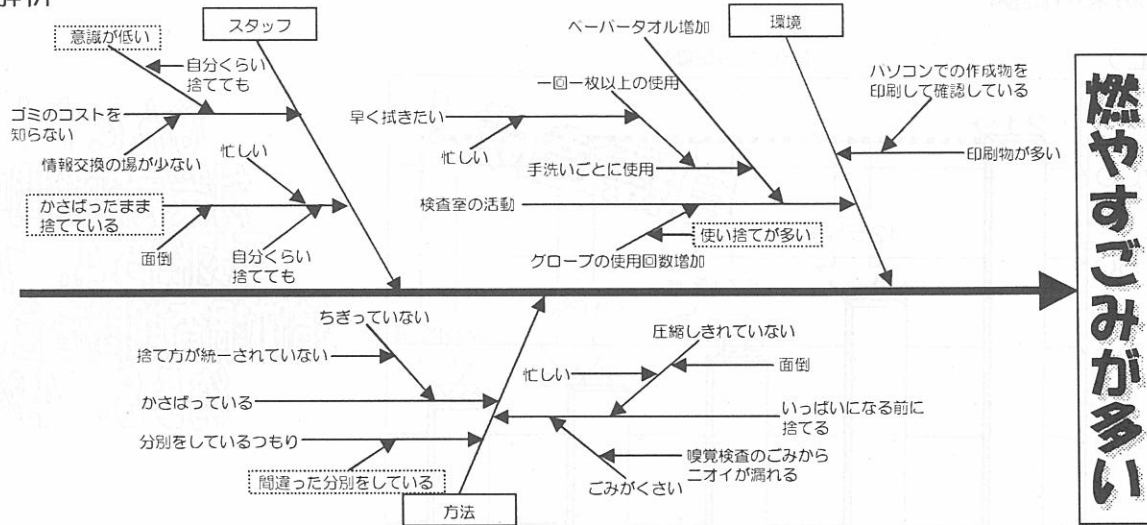 スタッフ
意識が低い
自分くらい
捨てても
ゴミのコストを
知らない
情報交換の場が少ない
忙しい
かさばったまま
捨てている
面倒
自分くらい
捨てても
ペーパータオル増加
環境
一回一枚以上の使用
早く拭きたい
忙しい
手洗いごとに使用
検査室の活動
使い捨てが多い
グローブの使用回数増加
パソコンでの作成物を
印刷して確認している
印刷物が多い
燃やすごみが多い
ちぎっていない
捨て方が統一されていない
かさばっている
分別をしているつもり
間違った分別をしている
方法
圧縮しきれていない
忙しい
面倒
いっぱいになる前に
捨てる
嗅覚検査のごみから
ニオイが漏れる
ごみがくさい